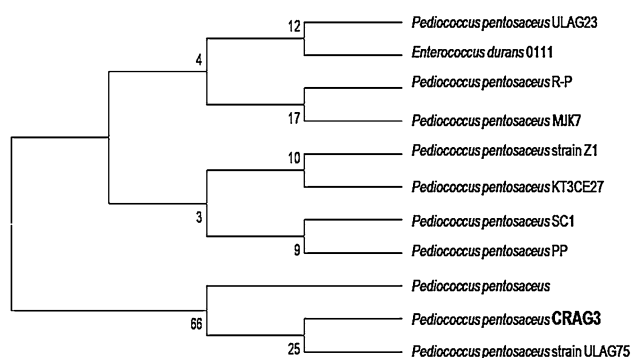 12
Pediococcus pentosaceus ULAG23
4
Enterococcus durans 0111
Pediococcus pentosaceus R-P
17
Pediococcus pentosaceus MJK7
10
Pediococcus pentosaceus strain Z1
Pediococcus pentosaceus KT3CE27
3
Pediococcus pentosaceus SC1
9
Pediococcus pentosaceus PP
Pediococcus pentosaceus
66
Pediococcus pentosaceus CRAG3
25
Pediococcus pentosaceus strain ULAG75